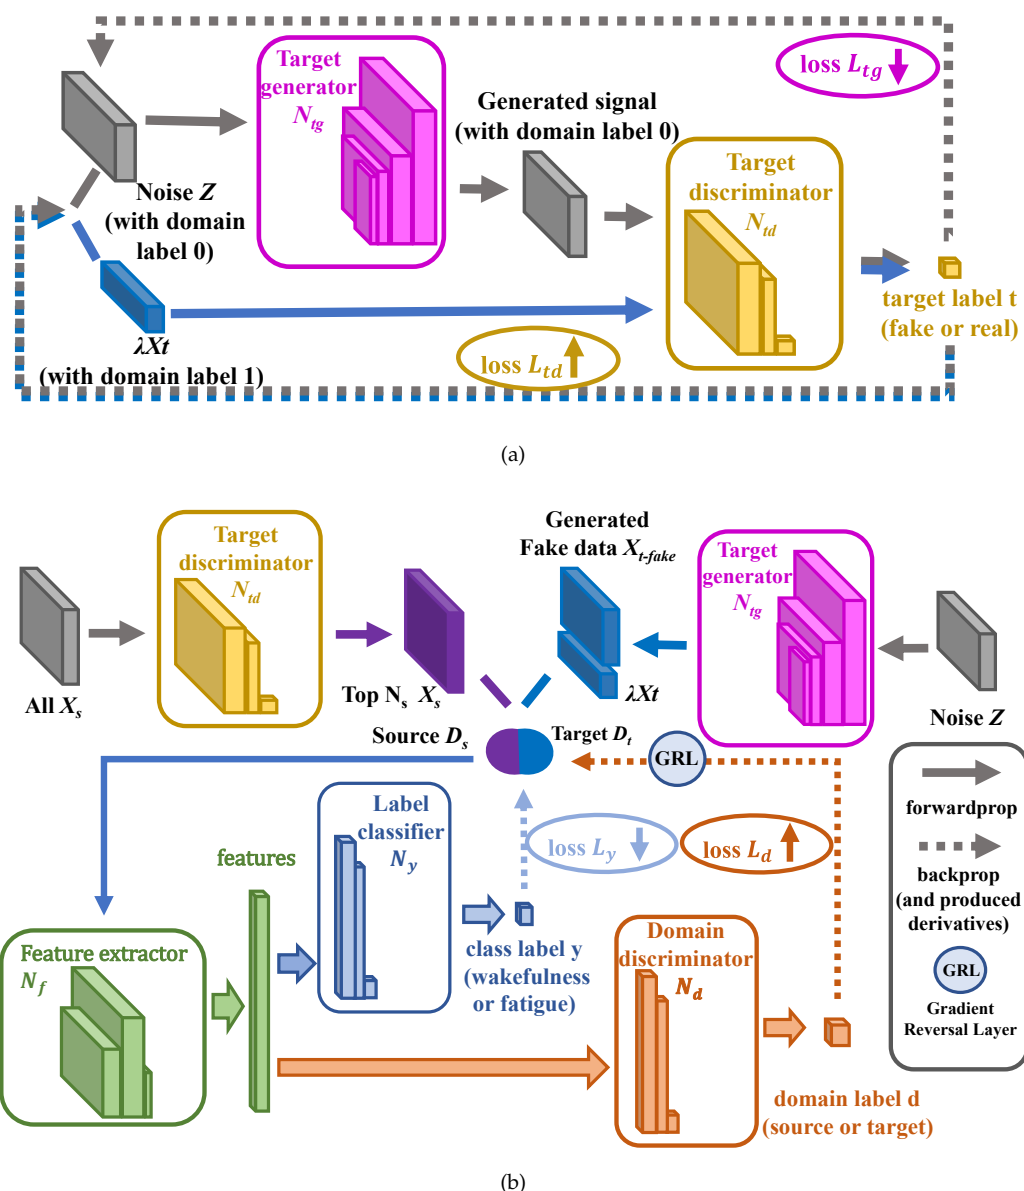 Target
generator
N_tg
loss L_tg
Generated signal
(with domain label 0)
Target
discriminator
N_td
Noise Z
(with domain
label 0)
λXt
(with domain label 1)
loss L_td
target label t
(fake or real)
(a)
Target
discriminator
N_td
Generated
Fake data X_t-fake
Target
generator
N_tg
All X_s
Top N_s X_s
λXt
Noise Z
Source D_s
Target D_t
GRL
forwardprop
Label
classifier
N_y
loss L_y
loss L_d
features
backprop
(and produced
derivatives)
class label y
(wakefulness
or fatigue)
Domain
discriminator
N_d
Feature extractor
N_f
GRL
Gradient
Reversal Layer
domain label d
(source or target)
(b)